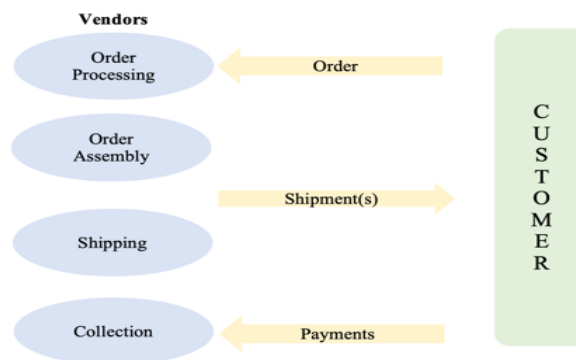 Vendors
Order
Processing
Order
Order
Assembly
Shipment(s)
Shipping
Collection
Payments
C
U
S
T
O
M
E
R